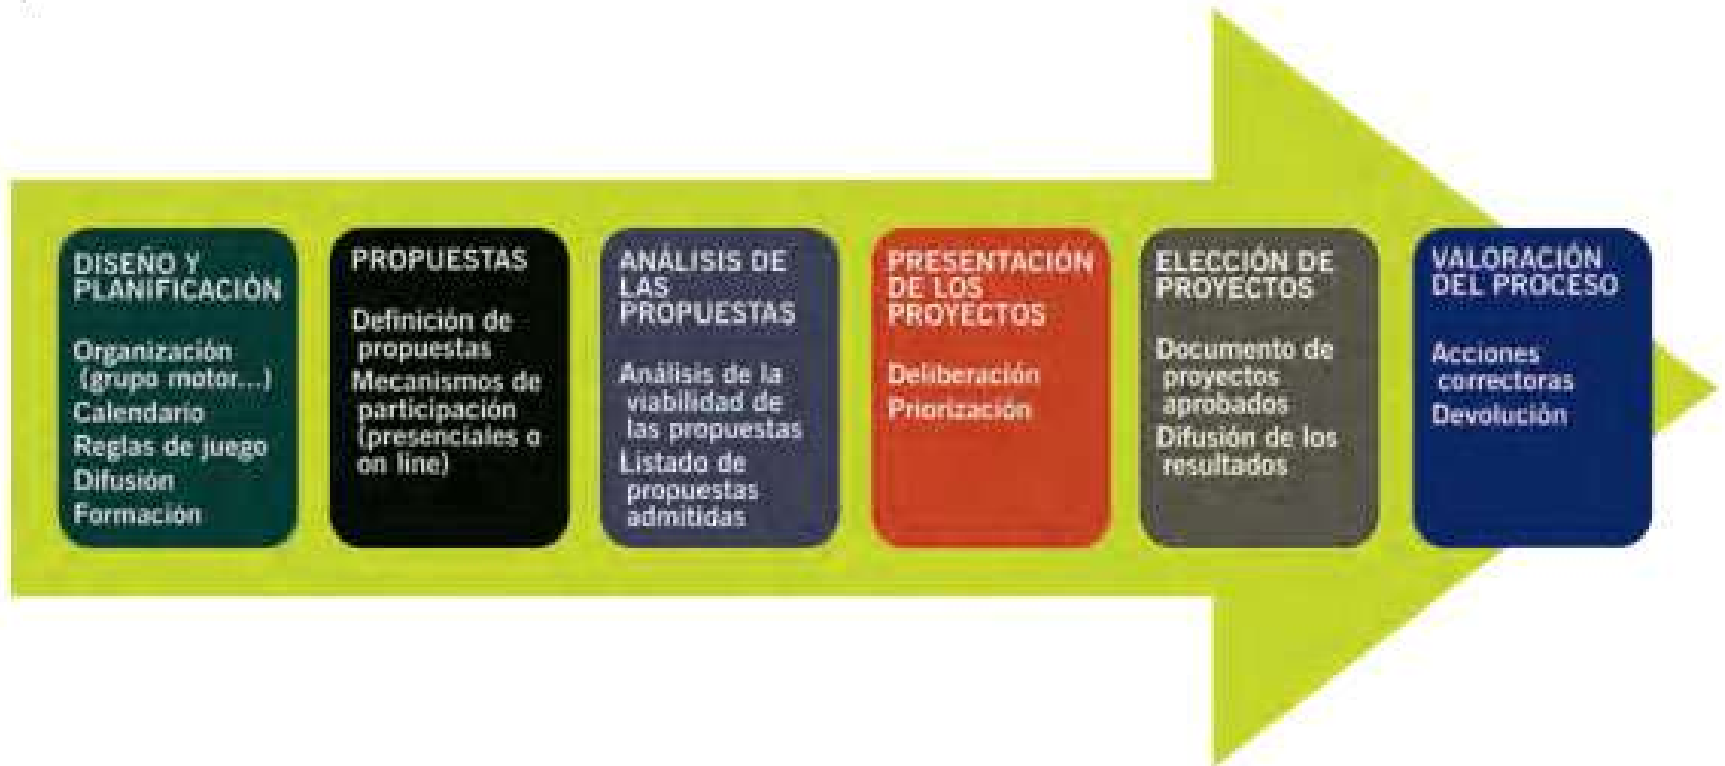 DISEÑO Y
PLANIFICACIÓN
Organización
(grupo motor...)
Calendario
Reglas de juego
Difusión
Formación
PROPUESTAS
Definición de
propuestas
Mecanismos de
participación
(presenciales o
on line)
ANÁLISIS DE
LAS
PROPUESTAS
Análisis de la
viabilidad de
las propuestas
Listado de
propuestas
admitidas
PRESENTACIÓN
DE LOS
PROYECTOS
Deliberación
Priorización
ELECCIÓN DE
PROYECTOS
Documento de
proyectos
aprobados
Difusión de los
resultados
VALORACIÓN
DEL PROCESO
Acciones
correctoras
Devolución